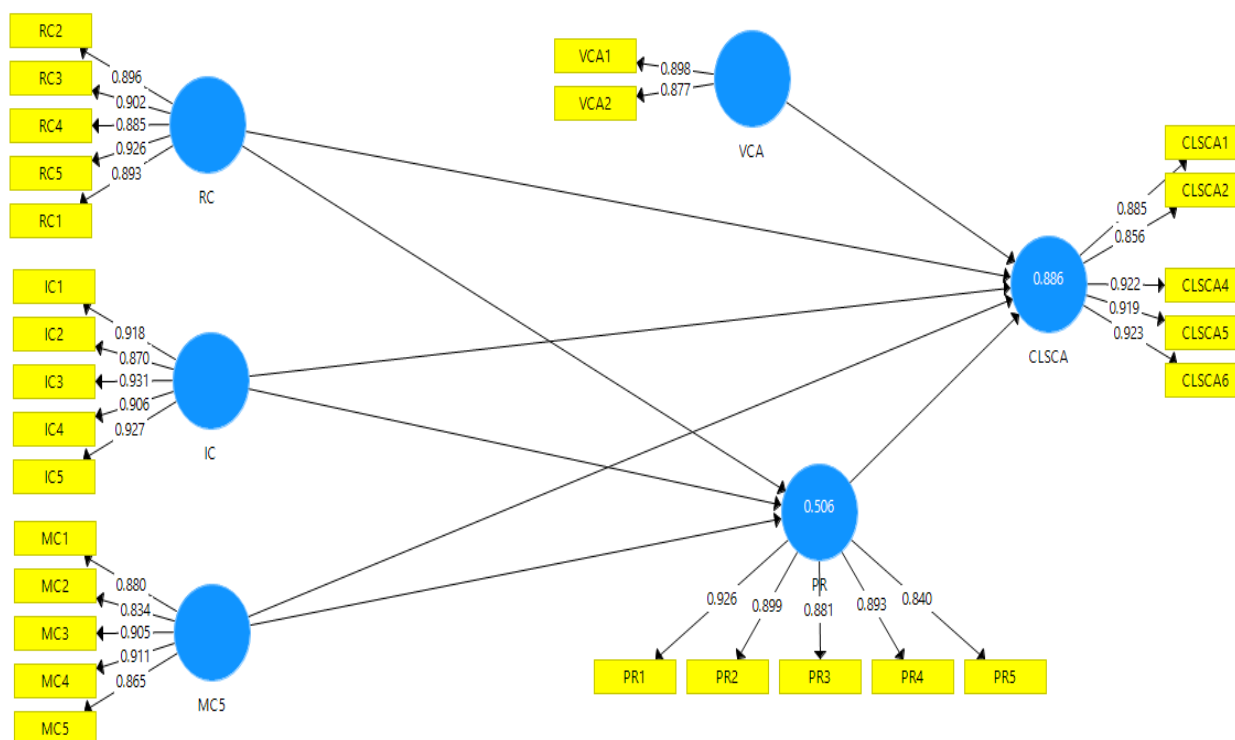 RC2
RC3
RC4
RC5
RC1
0.896
0.902
0.885
0.926
0.893
RC
VCA1
VCA2
0.898
0.877
VCA
CLSCA1
CLSCA2
CLSCA4
CLSCA5
CLSCA6
0.885
0.856
0.922
0.919
0.923
0.886
CLSCA
IC1
IC2
IC3
IC4
IC5
0.918
0.870
0.931
0.906
0.927
IC
MC1
MC2
MC3
MC4
MC5
0.880
0.834
0.905
0.911
0.865
MC5
0.506
PR
0.926
0.899
0.881
0.893
0.840
PR1
PR2
PR3
PR4
PR5